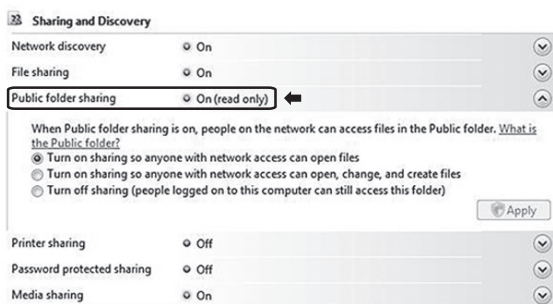 Sharing and Discovery
Network discovery On
File sharing On
Public folder sharing On (read only)
When Public folder sharing is on, people on the network can access files in the Public folder. What is
the Public folder?
Turn on sharing so anyone with network access can open files
Turn on sharing so anyone with network access can open, change, and create files
Turn off sharing (people logged on to this computer can still access this folder)
Apply
Printer sharing Off
Password protected sharing Off
Media sharing On